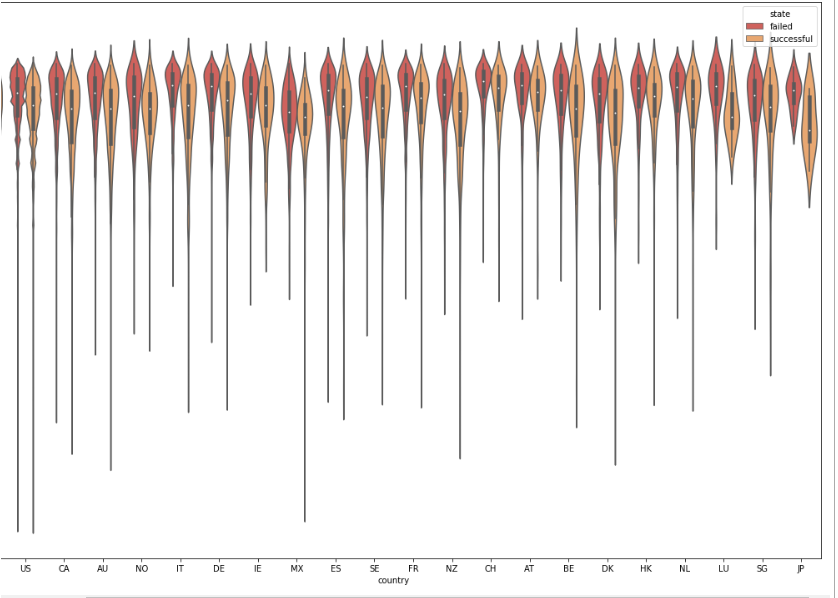 state
failed
successful
US CA AU NO IT DE IE MX ES SE FR NZ CH AT BE DK HK NL LU SG JP
country